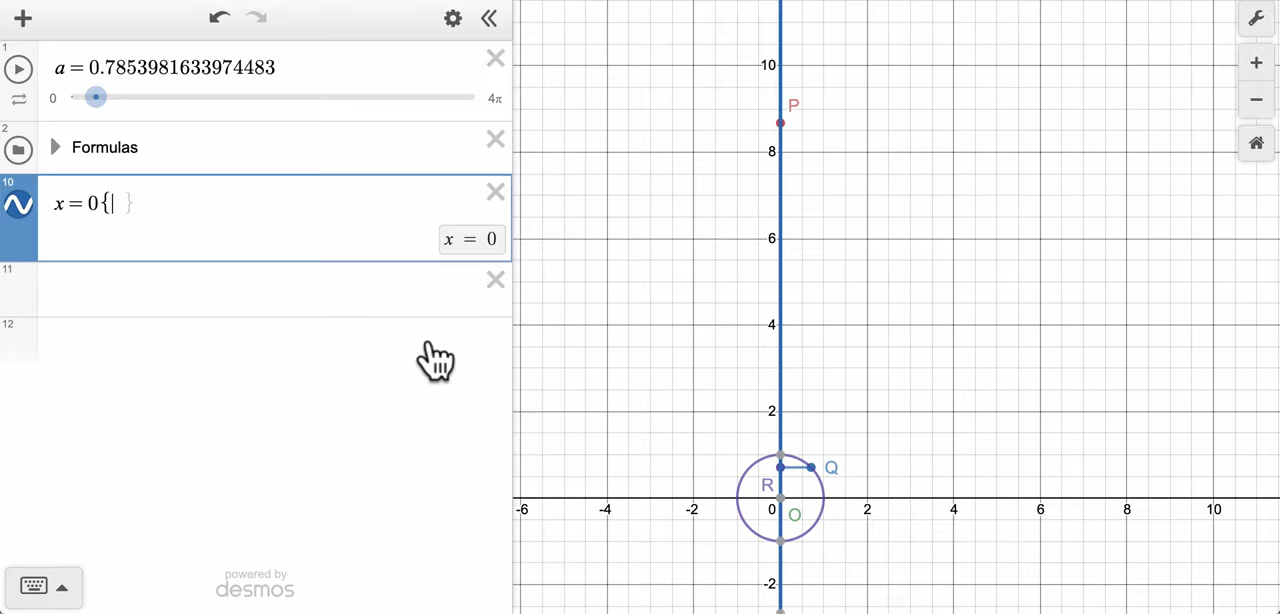 1
a = 0.7853981633974483
0
4π
2
Formulas
10
x = 0{ }
x = 0
11
12
powered by
desmos
10
P
8
6
4
2
R
Q
-6
-4
-2
0
O
2
4
6
8
10
-2